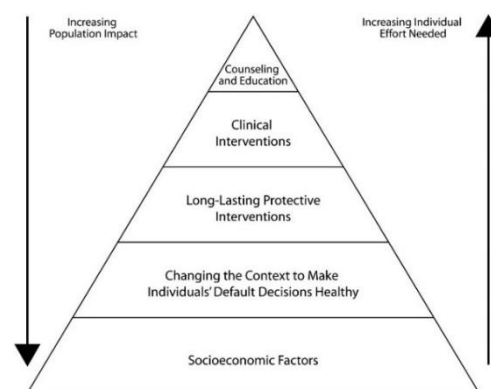 Increasing
Population Impact
Increasing Individual
Effort Needed
Counseling
and Education
Clinical
Interventions
Long-Lasting Protective
Interventions
Changing the Context to Make
Individuals' Default Decisions Healthy
Socioeconomic Factors